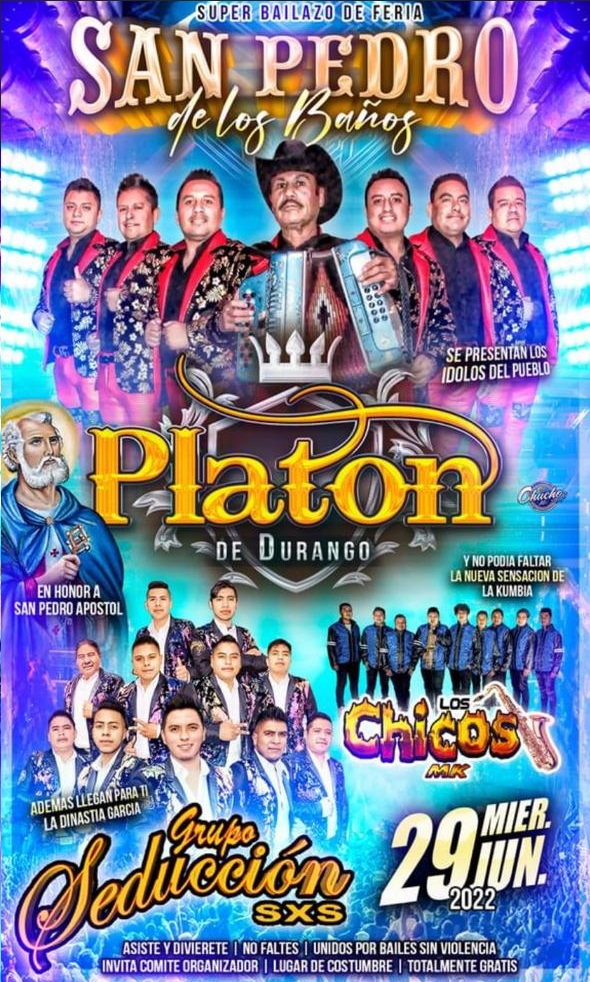 SUPER BAILAZO DE FERIA
SAN PEDRO
de los Baños
SE PRESENTAN LOS
IDOLOS DEL PUEBLO
Platon
DE DURANGO
Chucho
EN HONOR A
SAN PEDRO APOSTOL
Y NO PODIA FALTAR
LA NUEVA SENSACION DE
LA KUMBIA
LOS
Chicos
MK
ADEMAS LLEGAN PARA TI
LA DINASTIA GARCIA
Grupo
Seducción
SXS
29 MIER.
JUN.
2022
ASISTE Y DIVIERETE | NO FALTES | UNIDOS POR BAILES SIN VIOLENCIA
INVITA COMITE ORGANIZADOR | LUGAR DE COSTUMBRE | TOTALMENTE GRATIS